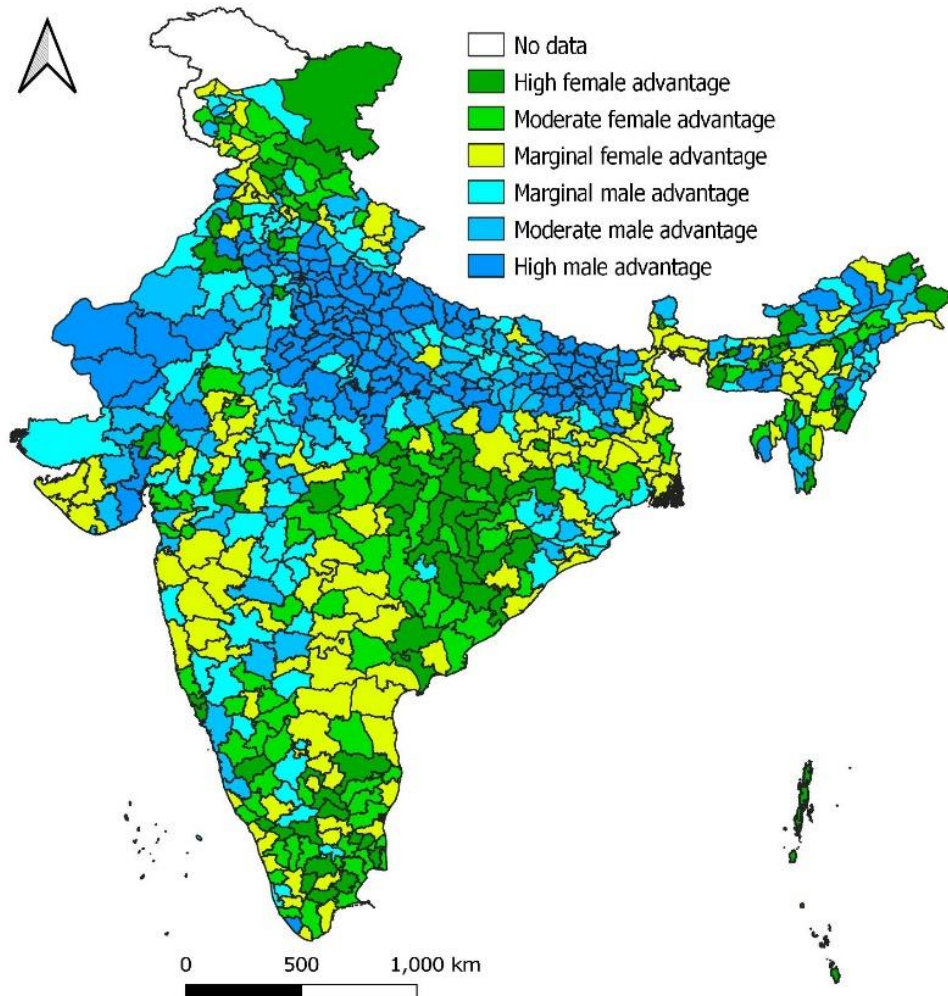 No data
High female advantage
Moderate female advantage
Marginal female advantage
Marginal male advantage
Moderate male advantage
High male advantage
0 500 1,000 km